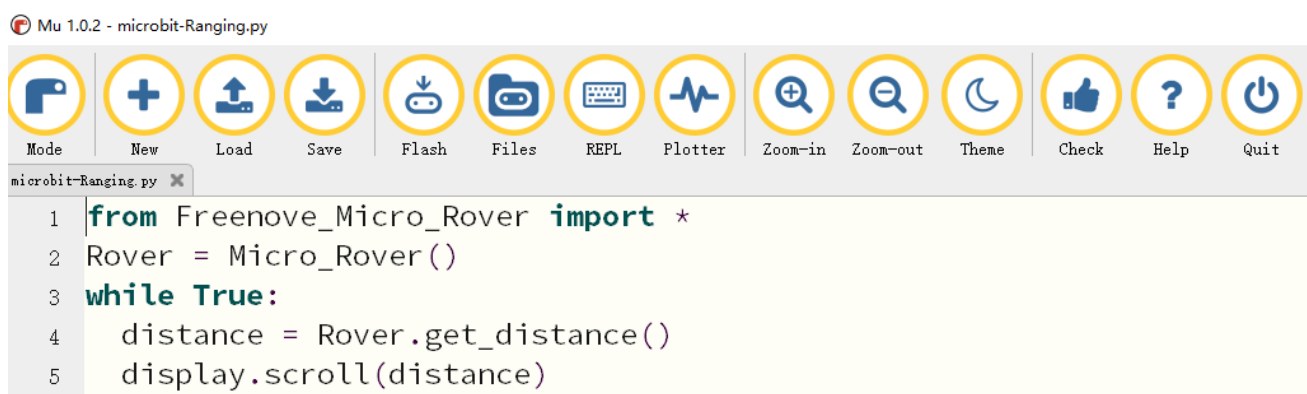 Mu 1.0.2 - microbit-Ranging.py
Mode New Load Save Flash Files REPL Plotter Zoom-in Zoom-out Theme Check Help Quit
microbit-Ranging.py
1 from Freenove_Micro_Rover import *
2 Rover = Micro_Rover()
3 while True:
4 distance = Rover.get_distance()
5 display.scroll(distance)